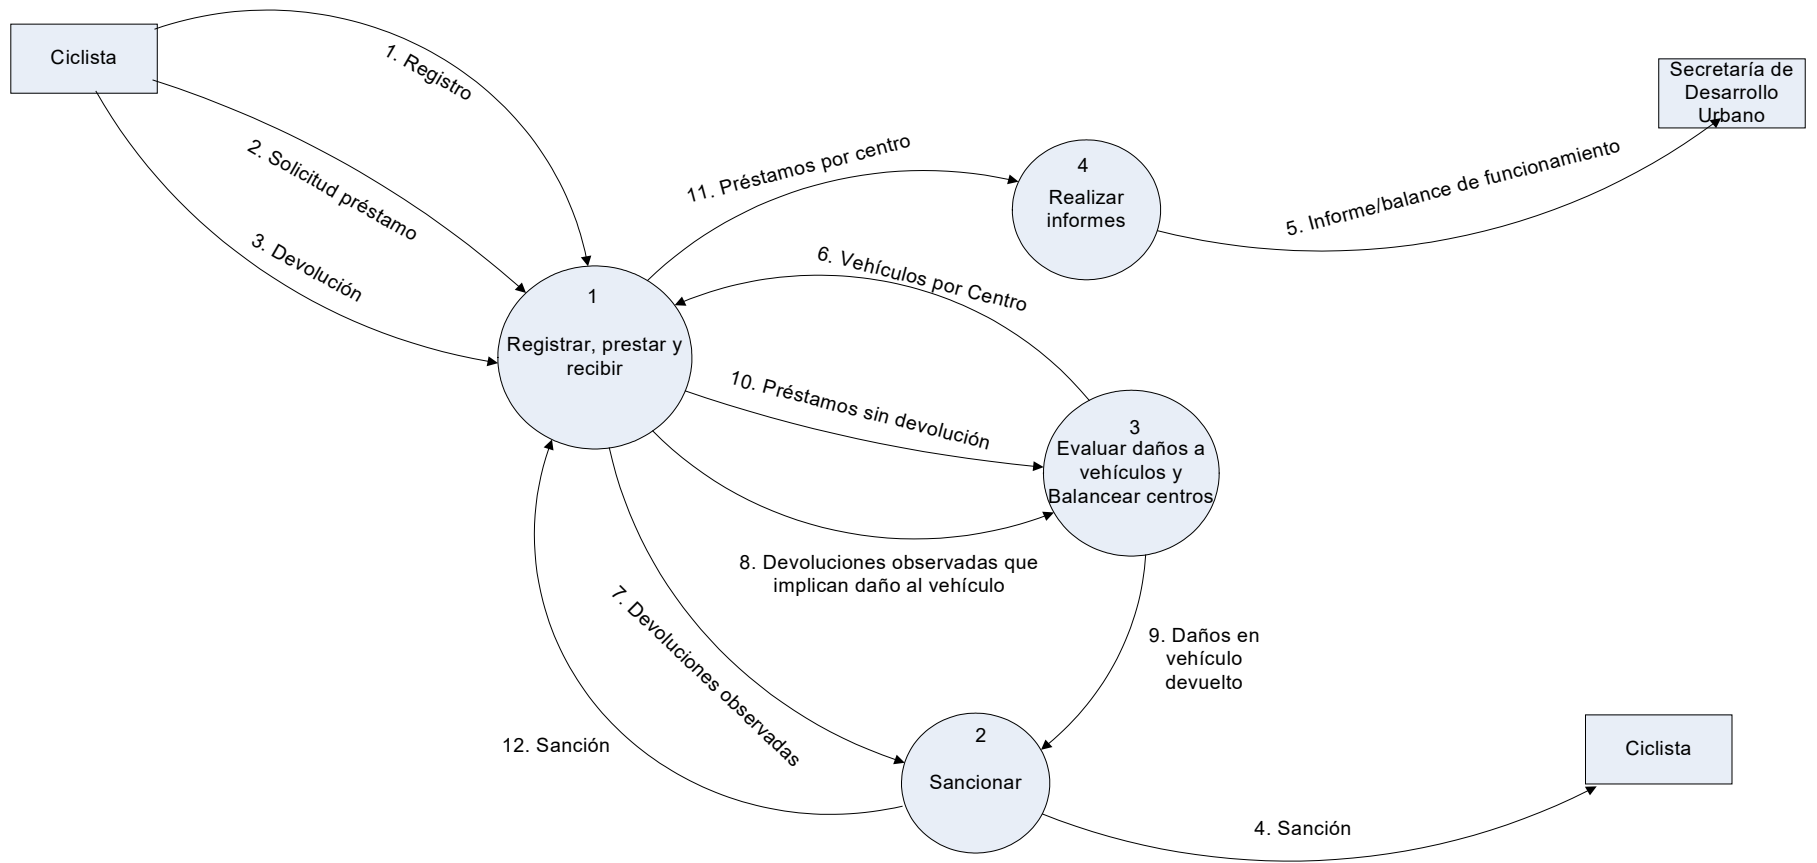 Ciclista
1. Registro
2. Solicitud préstamo
3. Devolución
Secretaría de
Desarrollo
Urbano
11. Préstamos por centro
4
Realizar
informes
5. Informe/balance de funcionamiento
6. Vehículos por Centro
1
Registrar, prestar y
recibir
10. Préstamos sin devolución
3
Evaluar daños a
vehículos y
Balancear centros
8. Devoluciones observadas que
implican daño al vehículo
7. Devoluciones observadas
9. Daños en
vehículo
devuelto
12. Sanción
2
Sancionar
4. Sanción
Ciclista